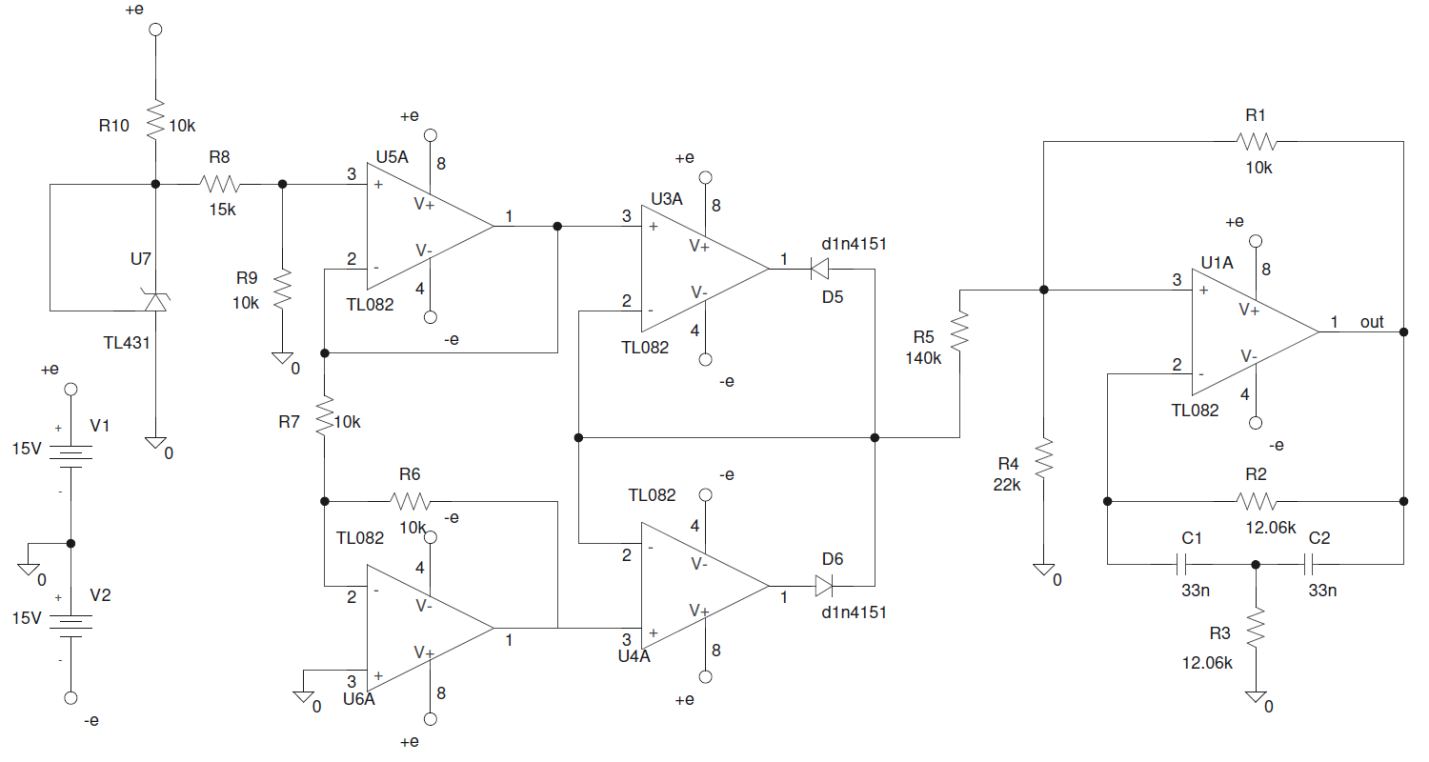 +e
R10
10k
R8
15k
U7
TL431
0
R9
10k
0
+e
U5A
8
3
+
V+
1
V-
2
-
4
TL082
-e
+e
U3A
8
3
+
V+
1
V-
2
-
4
TL082
-e
d1n4151
D5
R5
140k
R1
10k
+e
U1A
8
3
+
V+
1
out
V-
2
-
4
TL082
-e
+e
+
V1
15V
-
0
+
V2
15V
-
-e
R7
10k
R6
10k
-e
TL082
4
2
-
V-
1
V+
3
+
U6A
8
0
+e
-e
TL082
4
2
-
V-
1
V+
3
+
U4A
8
+e
D6
d1n4151
R4
22k
0
R2
12.06k
C1
33n
C2
33n
R3
12.06k
0